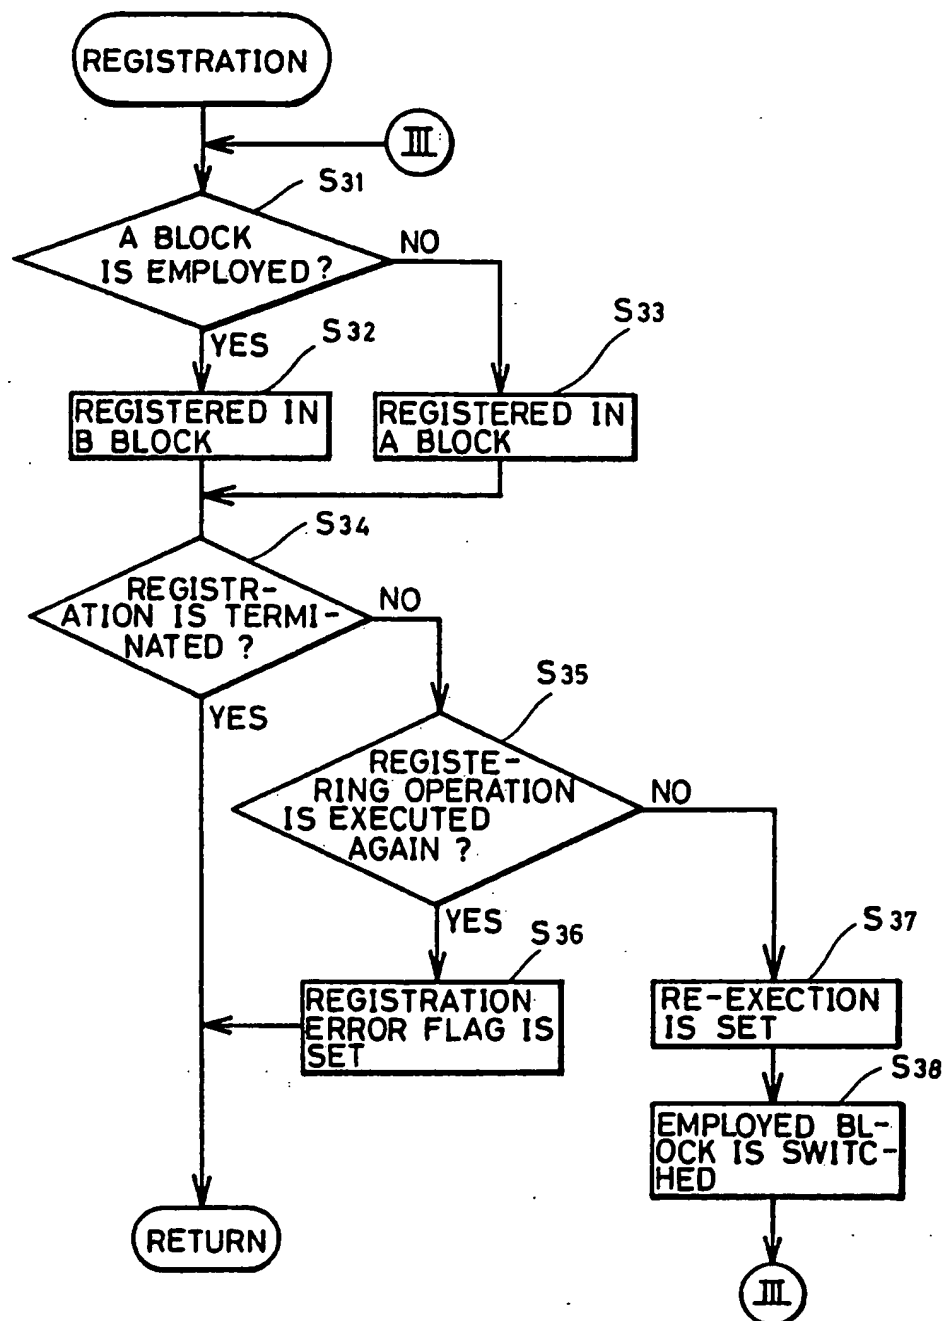 REGISTRATION
III
S31
A BLOCK
IS EMPLOYED?
NO
YES
S32
S33
REGISTERED IN
B BLOCK
REGISTERED IN
A BLOCK
S34
REGISTR-
ATION IS TERMI-
NATED ?
NO
YES
S35
REGISTE-
RING OPERATION
IS EXECUTED
AGAIN ?
NO
YES
S36
S37
REGISTRATION
ERROR FLAG IS
SET
RE-EXECTION
IS SET
S38
EMPLOYED BL-
OCK IS SWITC-
HED
RETURN
III